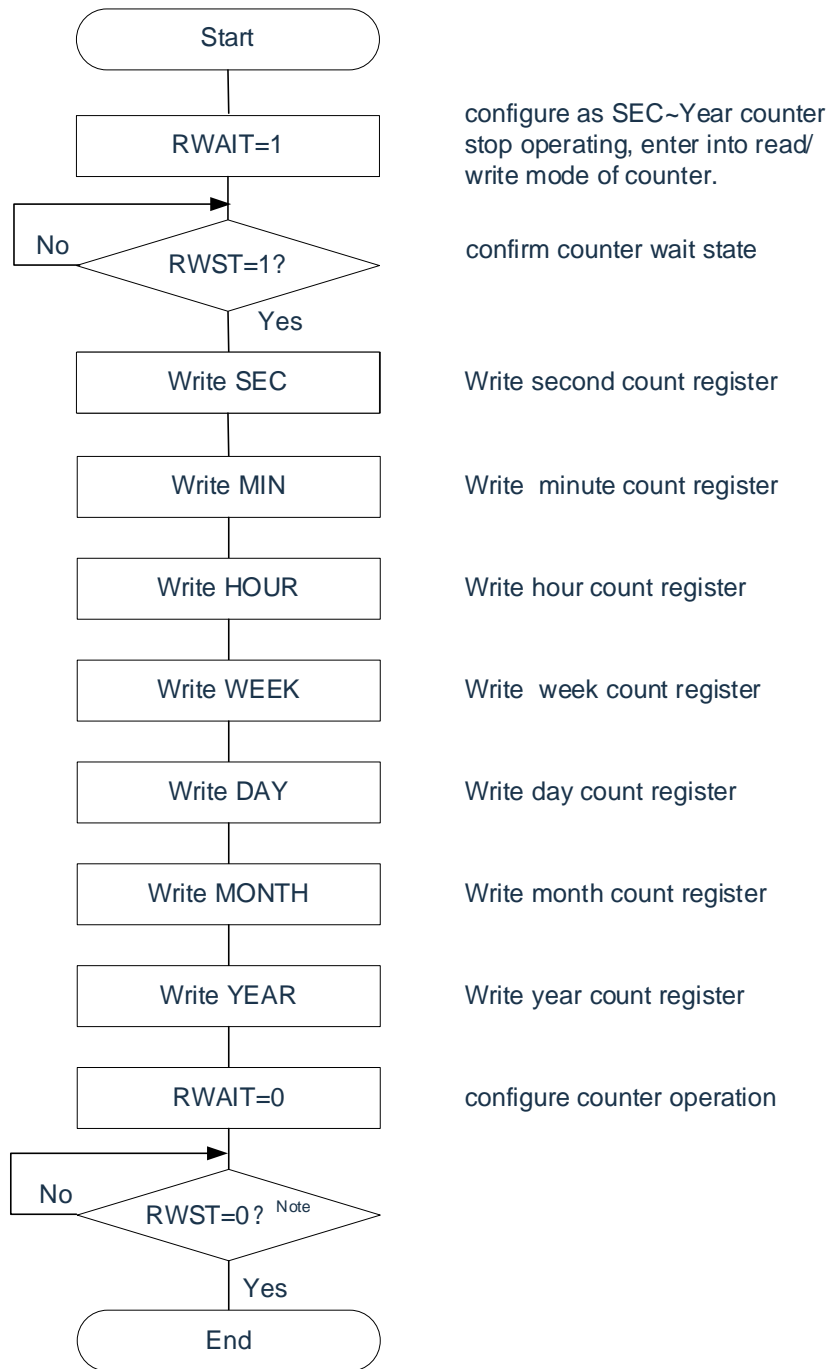 Start
RWAIT=1
configure as SEC~Year counter
stop operating, enter into read/
write mode of counter.
No
RWST=1?
confirm counter wait state
Yes
Write SEC
Write second count register
Write MIN
Write  minute count register
Write HOUR
Write hour count register
Write WEEK
Write  week count register
Write DAY
Write day count register
Write MONTH
Write month count register
Write YEAR
Write year count register
RWAIT=0
configure counter operation
No
RWST=0? Note
Yes
End